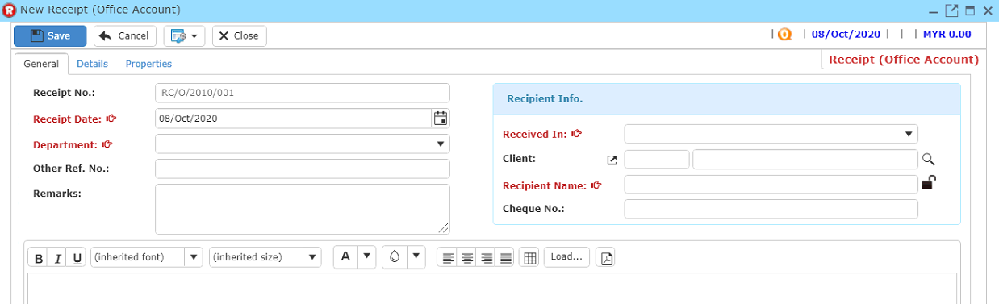 New Receipt (Office Account)
Save Cancel Close | | 08/Oct/2020 | | | MYR 0.00
General Details Properties
Receipt (Office Account)
Receipt No.: RC/O/2010/001
Receipt Date: 08/Oct/2020
Department:
Other Ref. No.:
Remarks:
Recipient Info.
Received In:
Client:
Recipient Name:
Cheque No.:
B I U (inherited font) (inherited size) A Load...